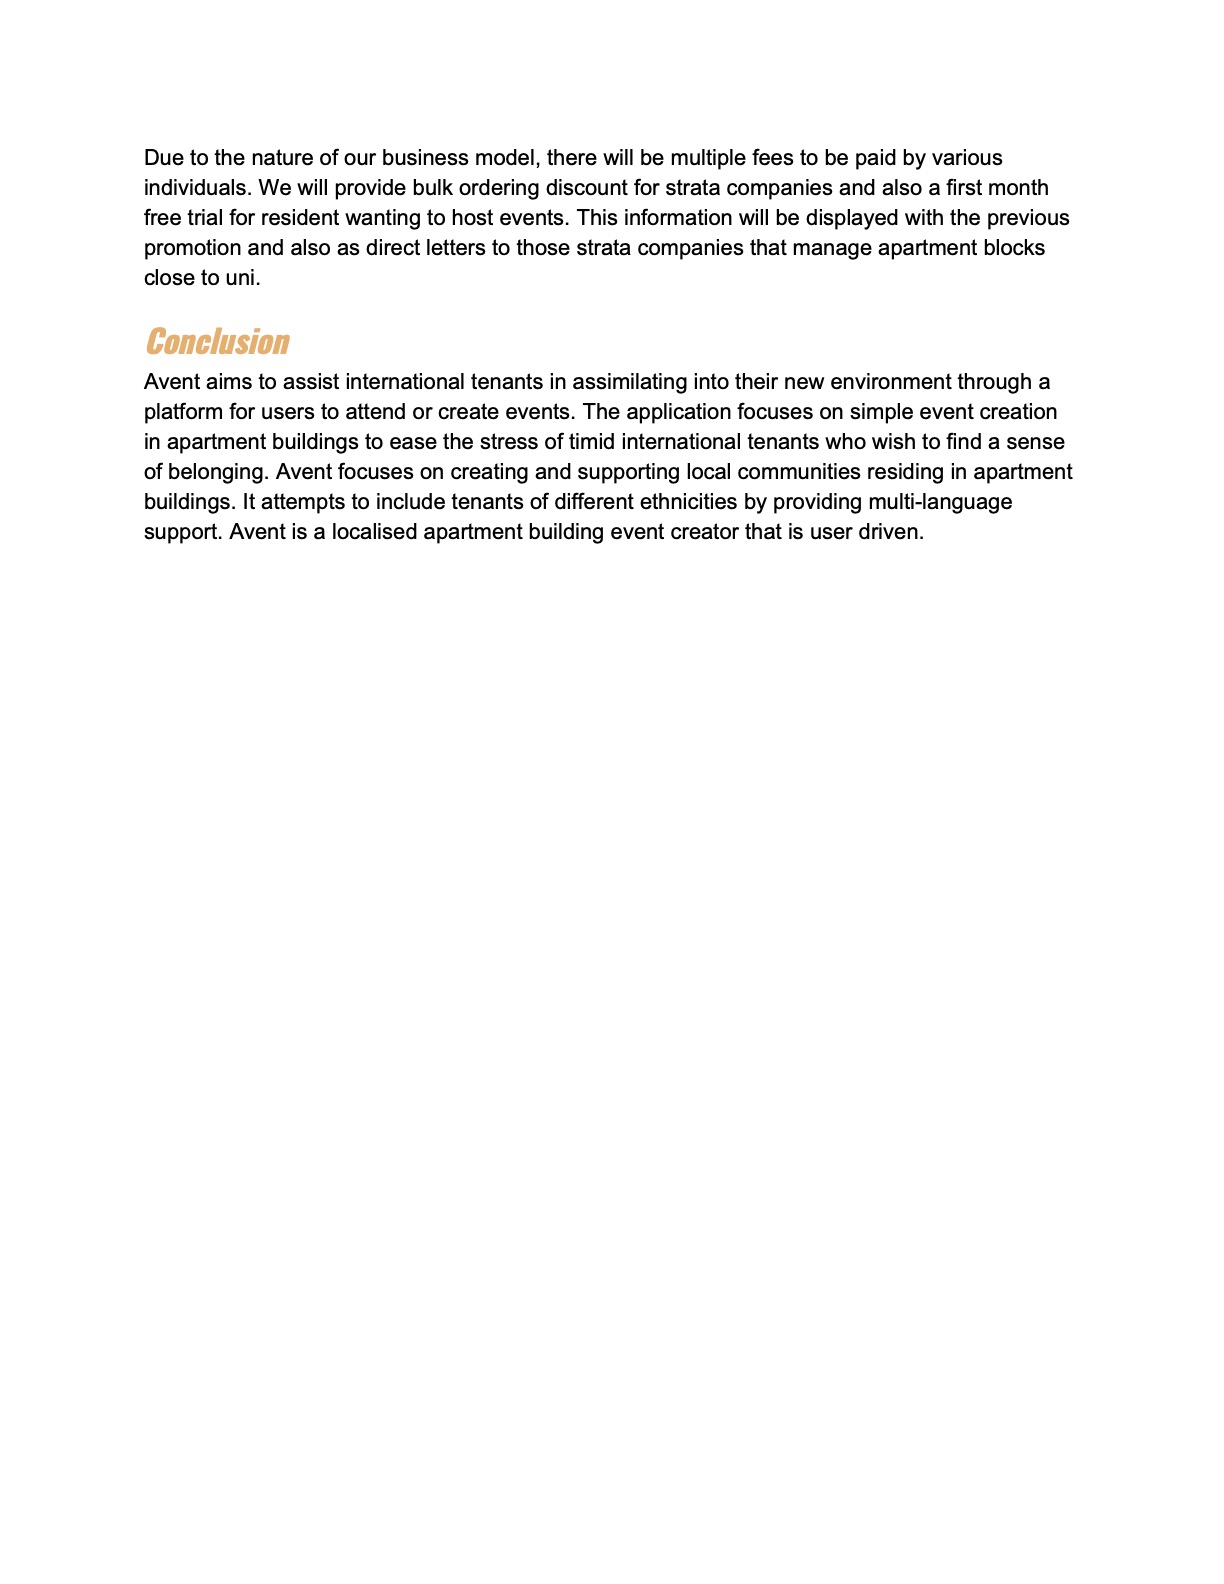 Due to the nature of our business model, there will be multiple fees to be paid by various
individuals. We will provide bulk ordering discount for strata companies and also a first month
free trial for resident wanting to host events. This information will be displayed with the previous
promotion and also as direct letters to those strata companies that manage apartment blocks
close to uni.
Conclusion
Avent aims to assist international tenants in assimilating into their new environment through a
platform for users to attend or create events. The application focuses on simple event creation
in apartment buildings to ease the stress of timid international tenants who wish to find a sense
of belonging. Avent focuses on creating and supporting local communities residing in apartment
buildings. It attempts to include tenants of different ethnicities by providing multi-language
support. Avent is a localised apartment building event creator that is user driven.